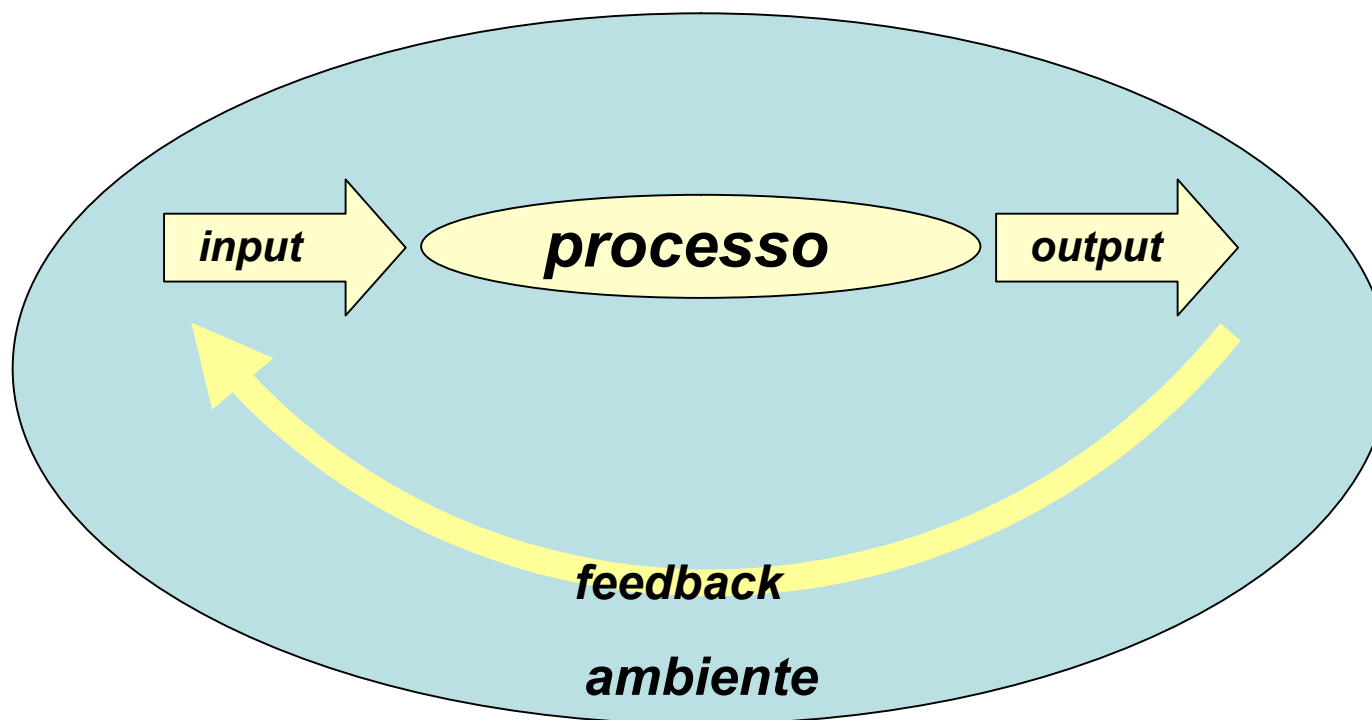 input
processo
output
feedback
ambiente